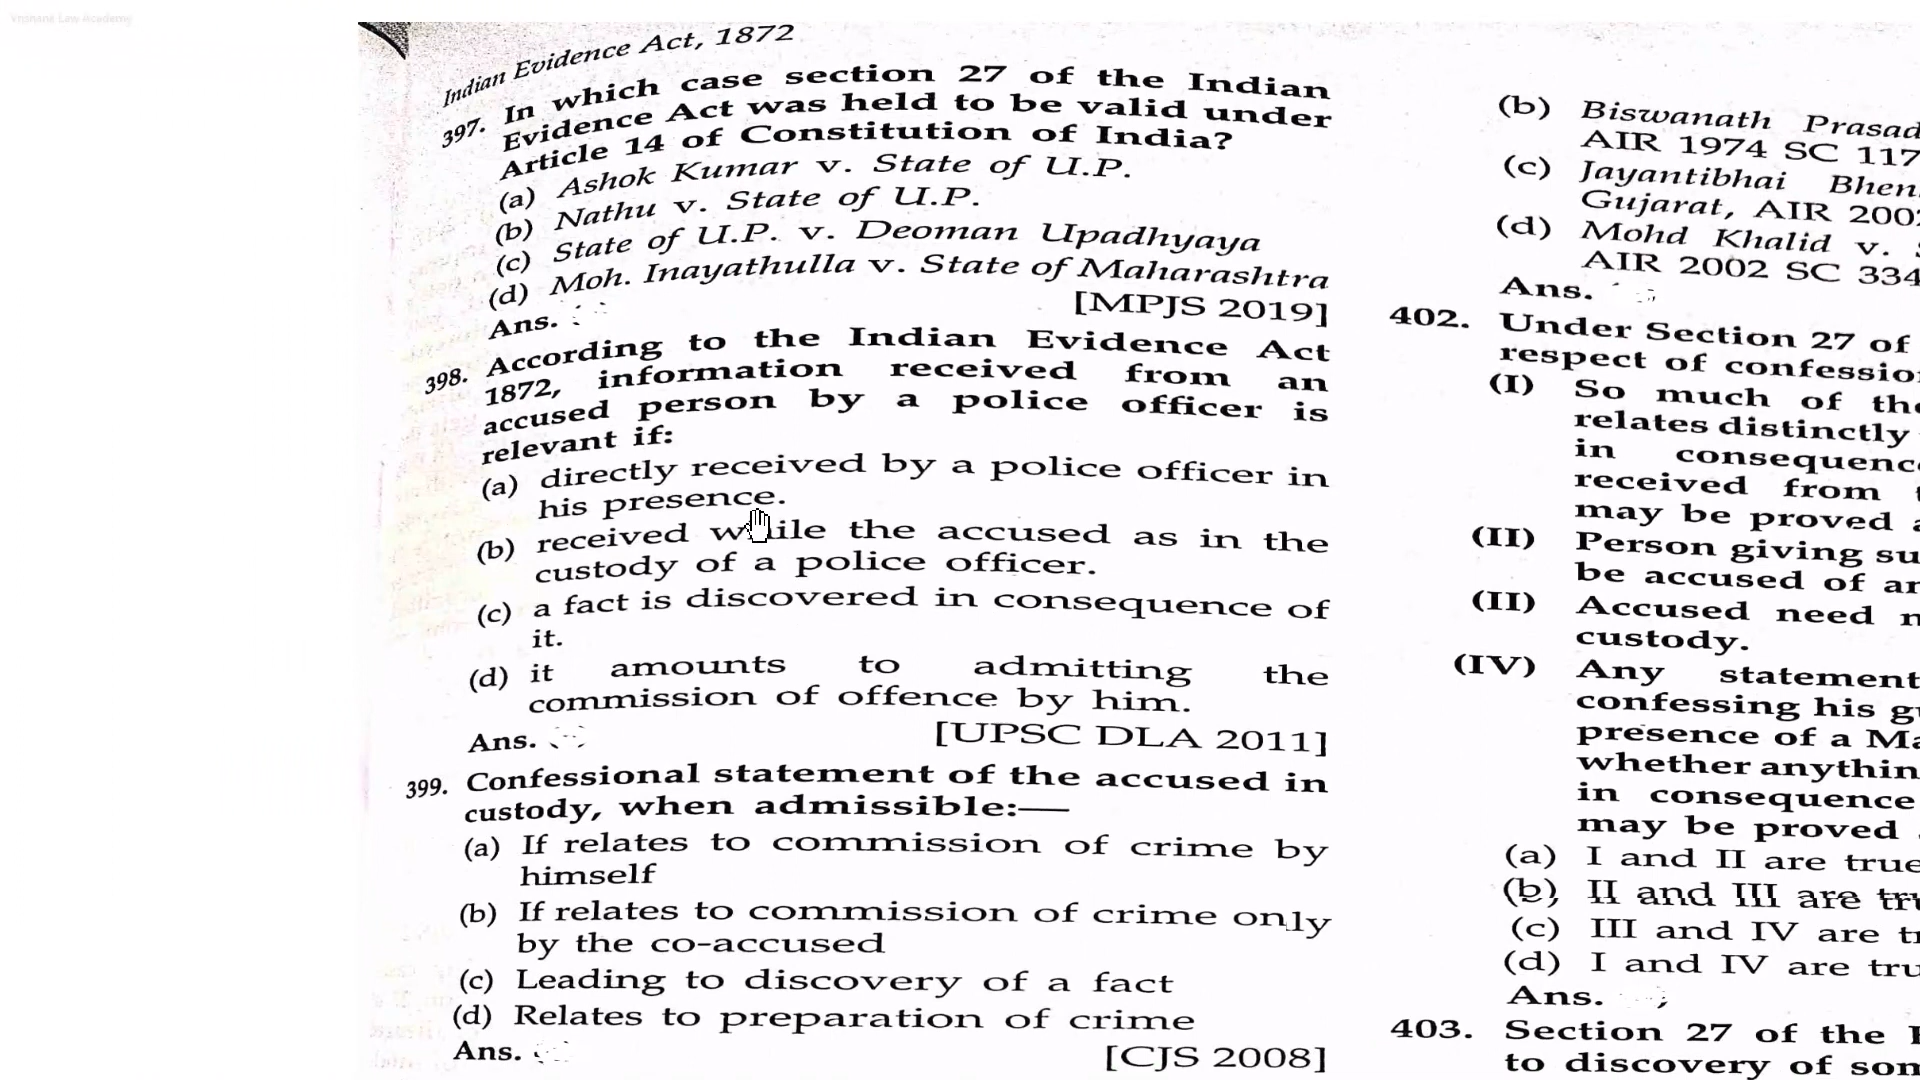 Vrshane Law Academy
Indian Evidence Act, 1872
397. In which case section 27 of the Indian
Evidence Act was held to be valid under
Article 14 of Constitution of India?
(a) Ashok Kumar v. State of U.P.
(b) Nathu v. State of U.P.
(c) State of U.P. v. Deoman Upadhyaya
(d) Moh. Inayathulla v. State of Maharashtra
Ans.
[MPJS 2019]
398. According to the Indian Evidence Act
1872, information received from an
accused person by a police officer is
relevant if:
(a) directly received by a police officer in
his presence.
(b) received while the accused as in the
custody of a police officer.
(c) a fact is discovered in consequence of
it.
(d) it amounts to admitting the
commission of offence by him.
Ans. [UPSC DLA 2011]
399. Confessional statement of the accused in
custody, when admissible:—
(a) If relates to commission of crime by
himself
(b) If relates to commission of crime only
by the co-accused
(c) Leading to discovery of a fact
(d) Relates to preparation of crime
Ans. [CJS 2008]
(b) Biswanath Prasad
AIR 1974 SC 117
(c) Jayantibhai Bhen
Gujarat, AIR 200
(d) Mohd Khalid v.
AIR 2002 SC 334
Ans.
402. Under Section 27 of
respect of confessio
(I) So much of the
relates distinctly
in consequenc
received from
may be proved
(II) Person giving su
be accused of an
(II) Accused need n
custody.
(IV) Any statement
confessing his g
presence of a Ma
whether anythin
in consequence
may be proved
(a) I and II are true
(b) II and III are tru
(c) III and IV are t
(d) I and IV are tru
Ans.
403. Section 27 of the
to discovery of som